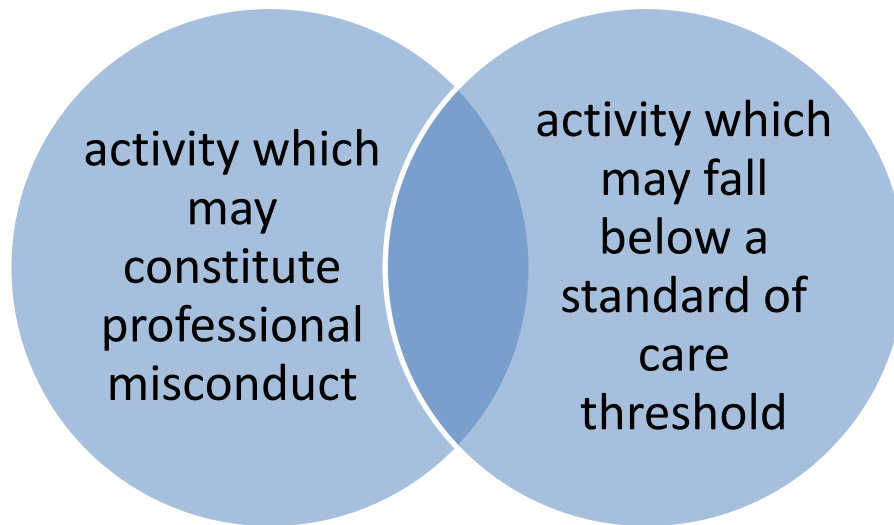 activity which
may
constitute
professional
misconduct
activity which
may fall
below a
standard of
care
threshold